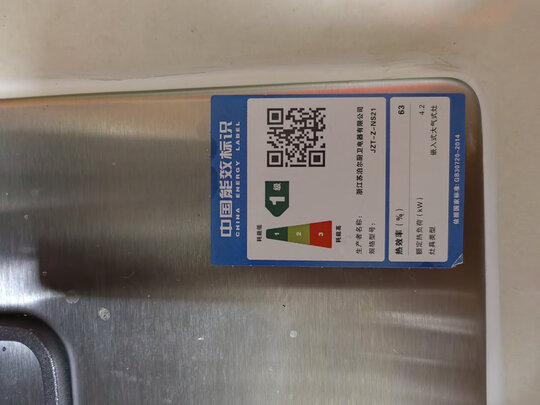 中国能效标识
CHINA ENERGY LABEL
1级
耗能低
1
2
3
耗能高
生产者名称： 浙江苏泊尔厨卫电器有限公司
规格型号： JZT-Z-NS21
热效率（%） 63
额定热负荷（kW） 4.2
灶具类型 嵌入式大气式灶
依据国家标准：GB30720-2014